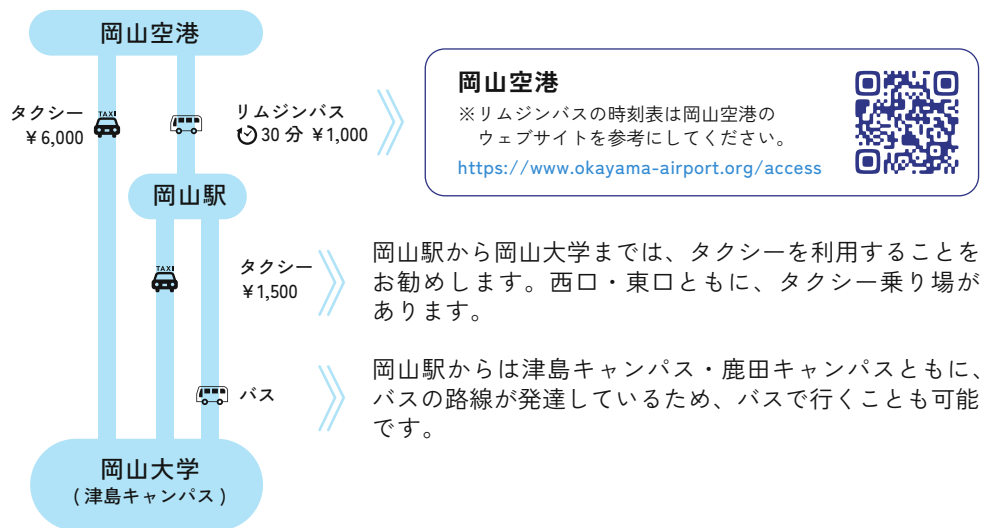 岡山空港
タクシー
¥6,000
TAXI
リムジンバス
30 分 ¥1,000
岡山空港
※リムジンバスの時刻表は岡山空港の
ウェブサイトを参考にしてください。
https://www.okayama-airport.org/access
岡山駅
TAXI
タクシー
¥1,500
岡山駅から岡山大学までは、タクシーを利用することを
お勧めします。西口・東口ともに、タクシー乗り場が
あります。
バス
岡山駅からは津島キャンパス・鹿田キャンパスともに、
バスの路線が発達しているため、バスで行くことも可能
です。
岡山大学
(津島キャンパス)